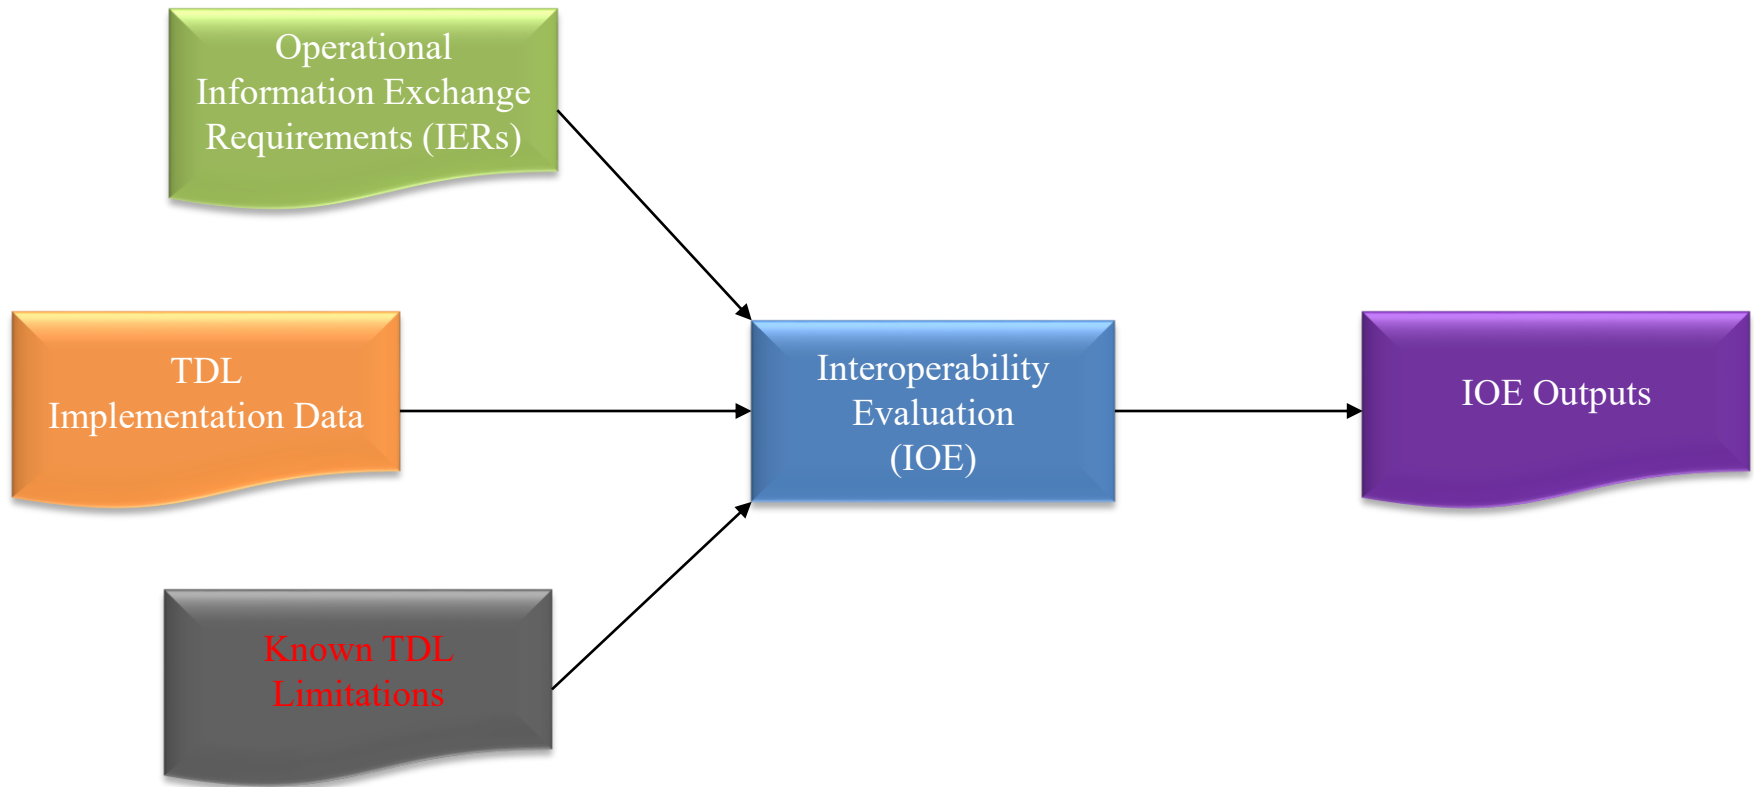 Operational
Information Exchange
Requirements (IERs)
TDL
Implementation Data
Interoperability
Evaluation
(IOE)
IOE Outputs
Known TDL
Limitations